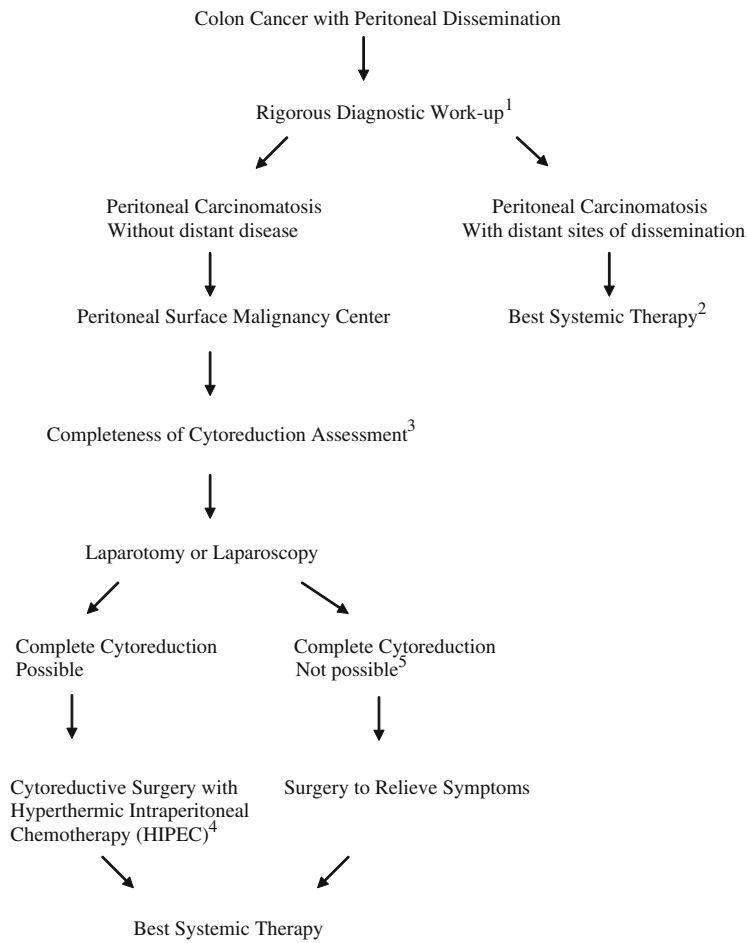 Colon Cancer with Peritoneal Dissemination
Rigorous Diagnostic Work-up1
Peritoneal Carcinomatosis
Without distant disease
Peritoneal Carcinomatosis
With distant sites of dissemination
Peritoneal Surface Malignancy Center
Best Systemic Therapy2
Completeness of Cytoreduction Assessment3
Laparotomy or Laparoscopy
Complete Cytoreduction
Possible
Complete Cytoreduction
Not possible5
Cytoreductive Surgery with
Hyperthermic Intraperitoneal
Chemotherapy (HIPEC)4
Surgery to Relieve Symptoms
Best Systemic Therapy